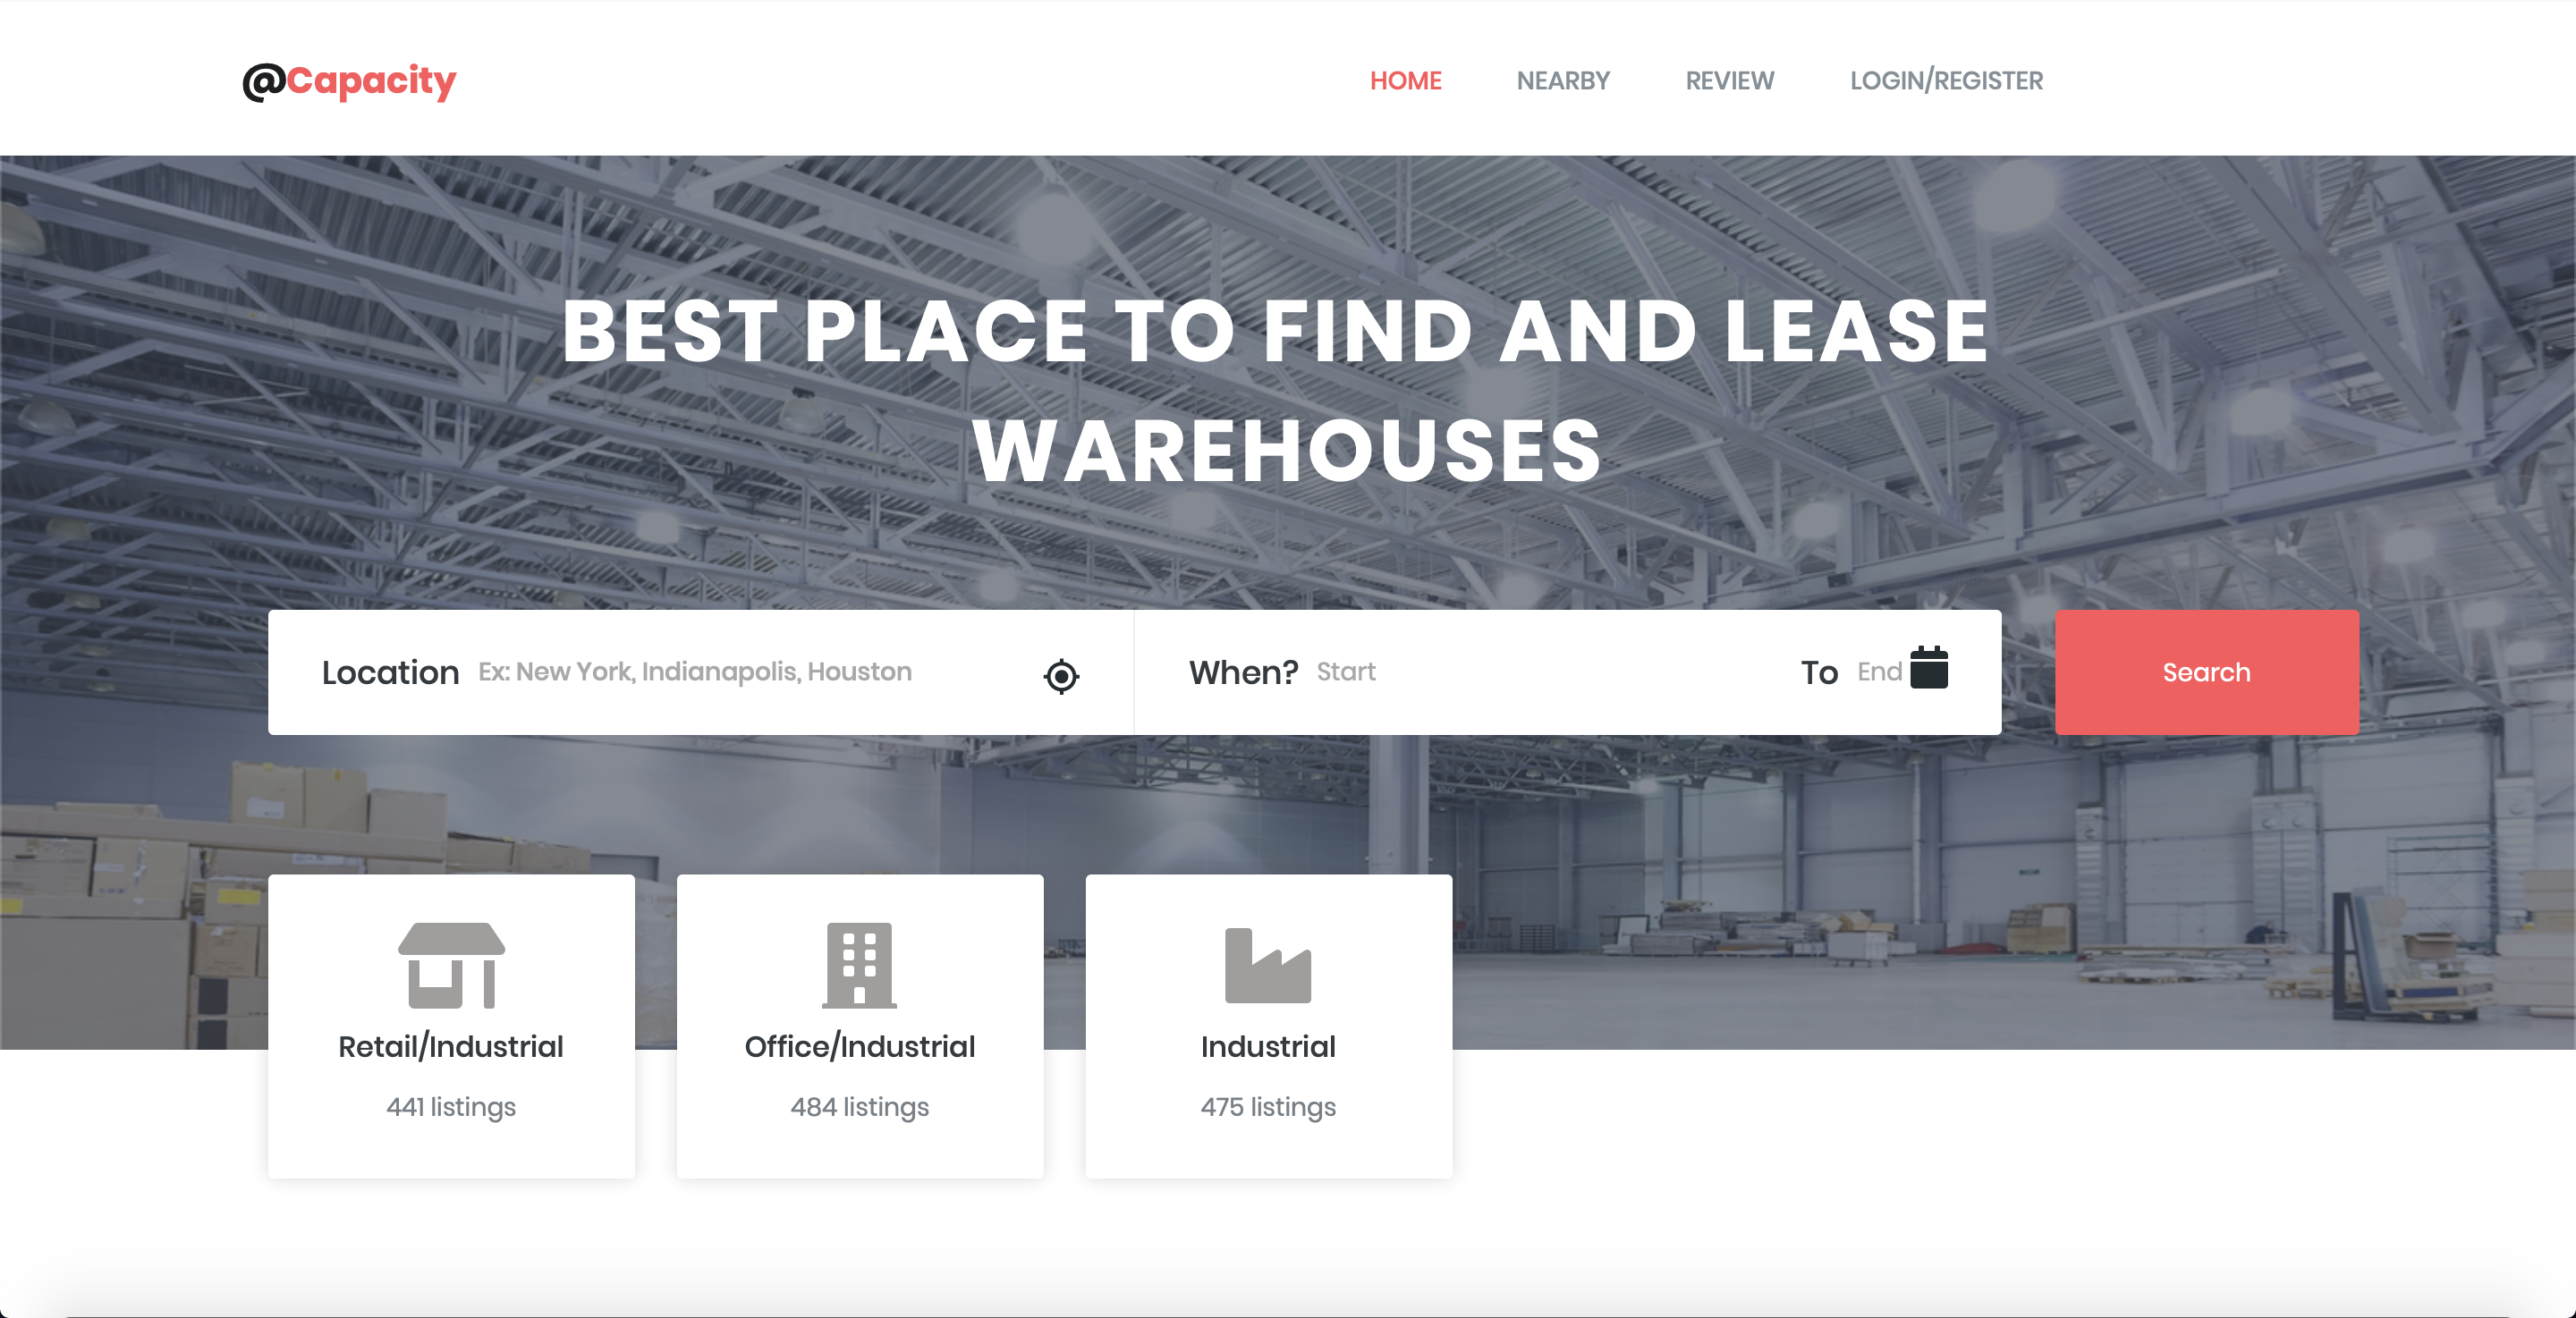 @Capacity
HOME NEARBY REVIEW LOGIN/REGISTER
BEST PLACE TO FIND AND LEASE
WAREHOUSES
Location Ex: New York, Indianapolis, Houston When? Start To End Search
Retail/Industrial
441 listings
Office/Industrial
484 listings
Industrial
475 listings